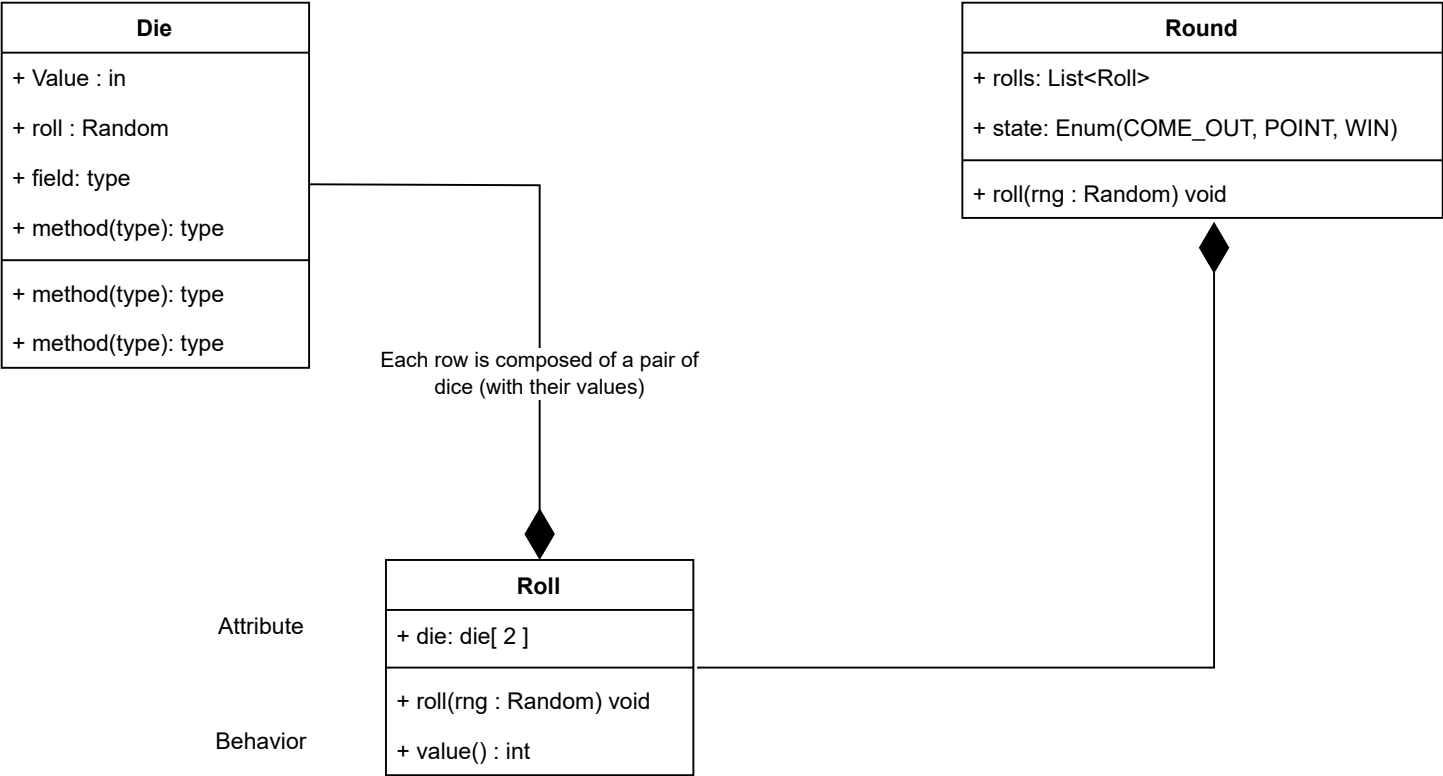 Die
+ Value : in
+ roll : Random
+ field: type
+ method(type): type
+ method(type): type
+ method(type): type
Round
+ rolls: List<Roll>
+ state: Enum(COME_OUT, POINT, WIN)
+ roll(rng : Random) void
Each row is composed of a pair of
dice (with their values)
Roll
Attribute
+ die: die[ 2 ]
+ roll(rng : Random) void
Behavior
+ value() : int